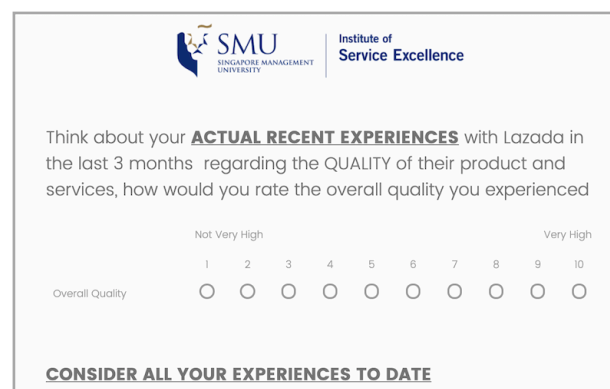 SMU
SINGAPORE MANAGEMENT
UNIVERSITY
Institute of
Service Excellence
Think about your ACTUAL RECENT EXPERIENCES with Lazada in
the last 3 months regarding the QUALITY of their product and
services, how would you rate the overall quality you experienced
Not Very High Very High
1 2 3 4 5 6 7 8 9 10
Overall Quality
CONSIDER ALL YOUR EXPERIENCES TO DATE